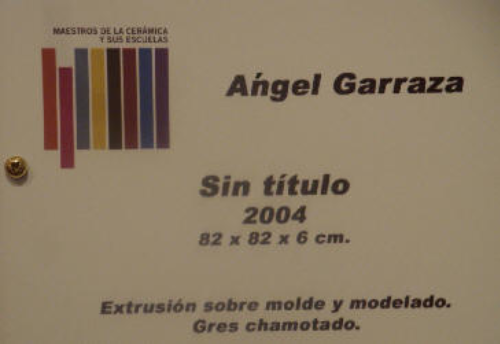 MAESTROS DE LA CERÁMICA
Y SUS ESCUELAS
Ańgel Garraza
Sin título
2004
82 x 82 x 6 cm.
Extrusión sobre molde y modelado.
Gres chamotado.